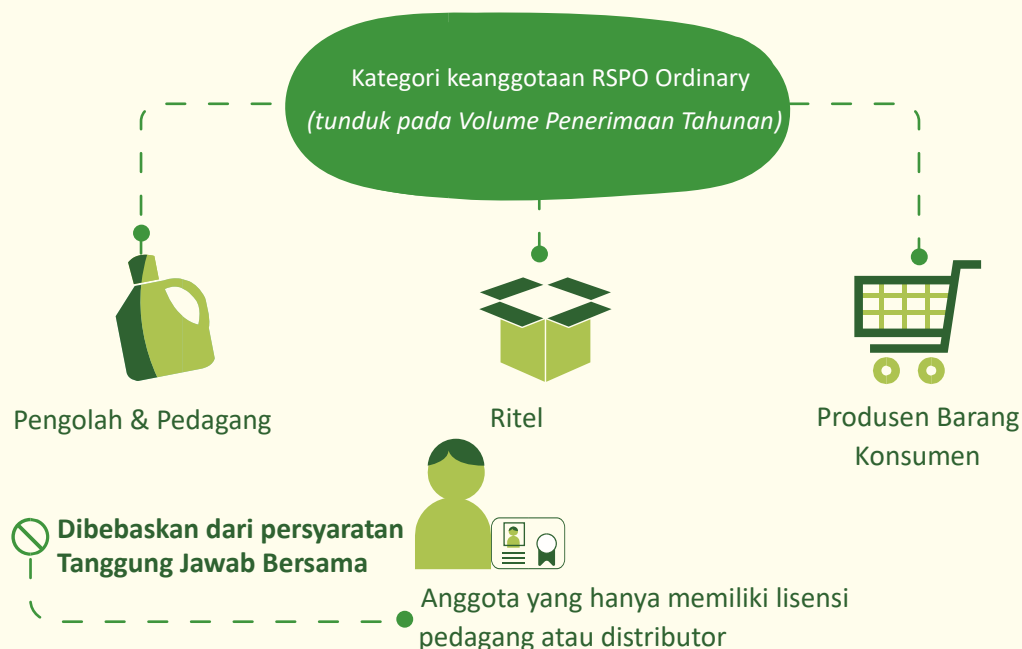 Kategori keanggotaan RSPO Ordinary
(tunduk pada Volume Penerimaan Tahunan)
Pengolah & Pedagang
Ritel
Produsen Barang
Konsumen
Dibebaskan dari persyaratan
Tanggung Jawab Bersama
Anggota yang hanya memiliki lisensi
pedagang atau distributor